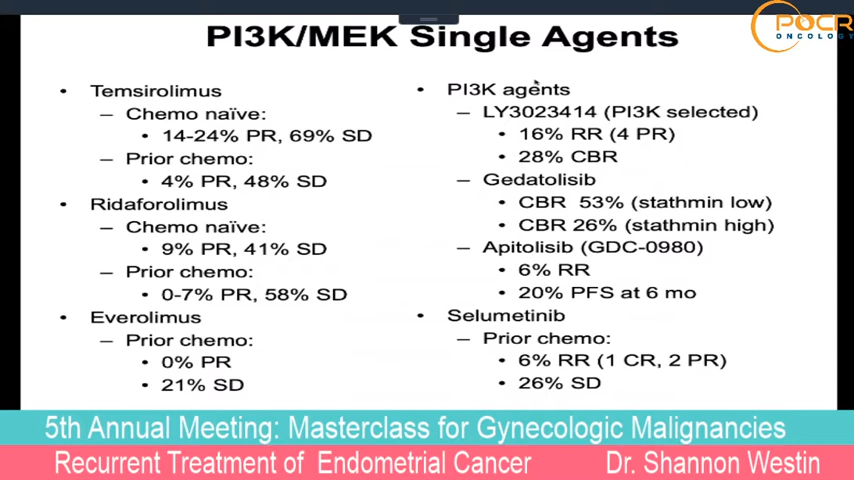 POCR
ONCOLOGY
PI3K/MEK Single Agents
• Temsirolimus
– Chemo naïve:
• 14-24% PR, 69% SD
– Prior chemo:
• 4% PR, 48% SD
• Ridaforolimus
– Chemo naïve:
• 9% PR, 41% SD
– Prior chemo:
• 0-7% PR, 58% SD
• Everolimus
– Prior chemo:
• 0% PR
• 21% SD
• PI3K agents
– LY3023414 (PI3K selected)
• 16% RR (4 PR)
• 28% CBR
– Gedatolisib
• CBR 53% (stathmin low)
• CBR 26% (stathmin high)
– Apitolisib (GDC-0980)
• 6% RR
• 20% PFS at 6 mo
• Selumetinib
– Prior chemo:
• 6% RR (1 CR, 2 PR)
• 26% SD
5th Annual Meeting: Masterclass for Gynecologic Malignancies
Recurrent Treatment of Endometrial Cancer Dr. Shannon Westin